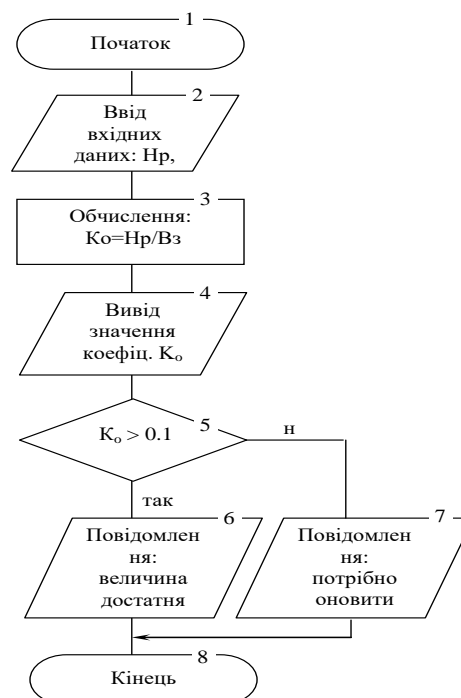 1
Початок
2
Ввід
вхідних
даних: Нр,
3
Обчислення:
Ко=Нр/Вз
4
Вивід
значення
коефіц. Kₒ
5
Кₒ > 0.1
н
так
6
Повідомлен
ня:
величина
достатня
7
Повідомлен
ня:
потрібно
оновити
8
Кінець